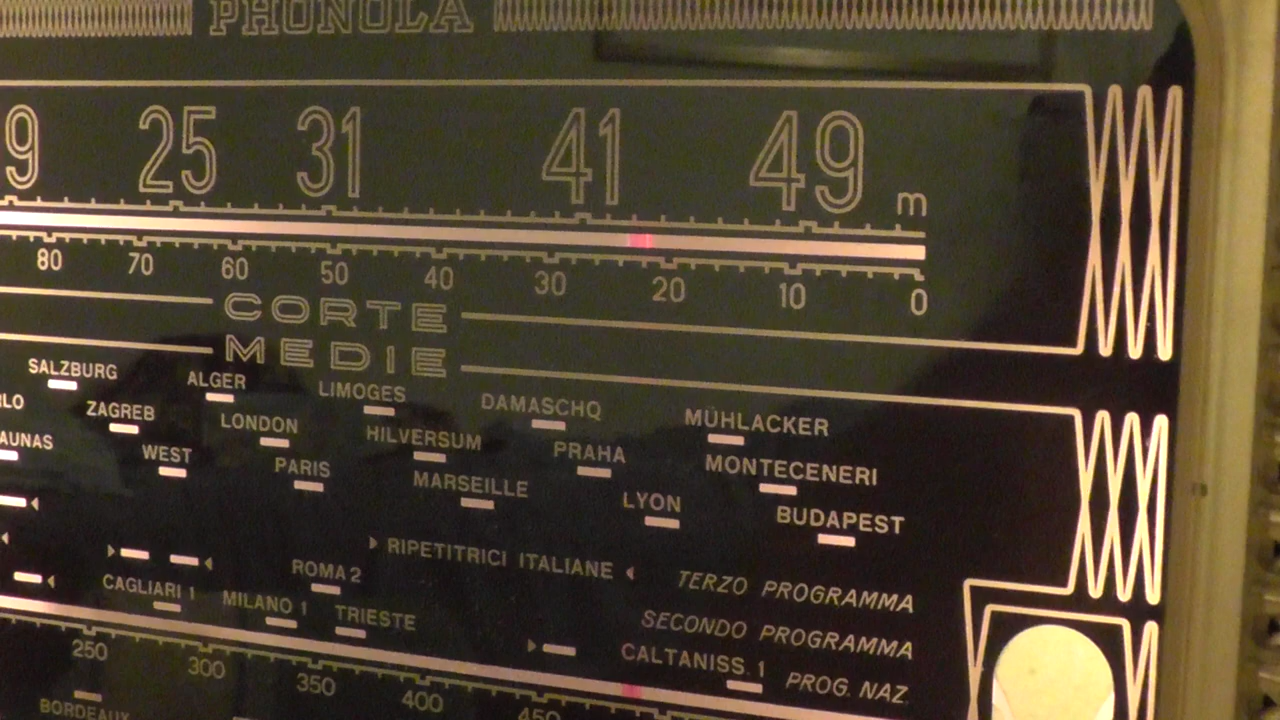 PHONOLA
9 25 31 41 49 m
80 70 60 50 40 30 20 10 0
CORTE
MEDIE
SALZBURG ALGER LIMOGES DAMASCHQ MÜHLACKER
ZAGREB LONDON HILVERSUM PRAHA MONTECENERI
WEST PARIS MARSEILLE LYON BUDAPEST
RIPETITRICI ITALIANE TERZO PROGRAMMA
CAGLIARI 1 MILANO 1 ROMA 2 TRIESTE SECONDO PROGRAMMA
CALTANISS. 1 PROG. NAZ.
250 300 350 400 450
BORDEAUX